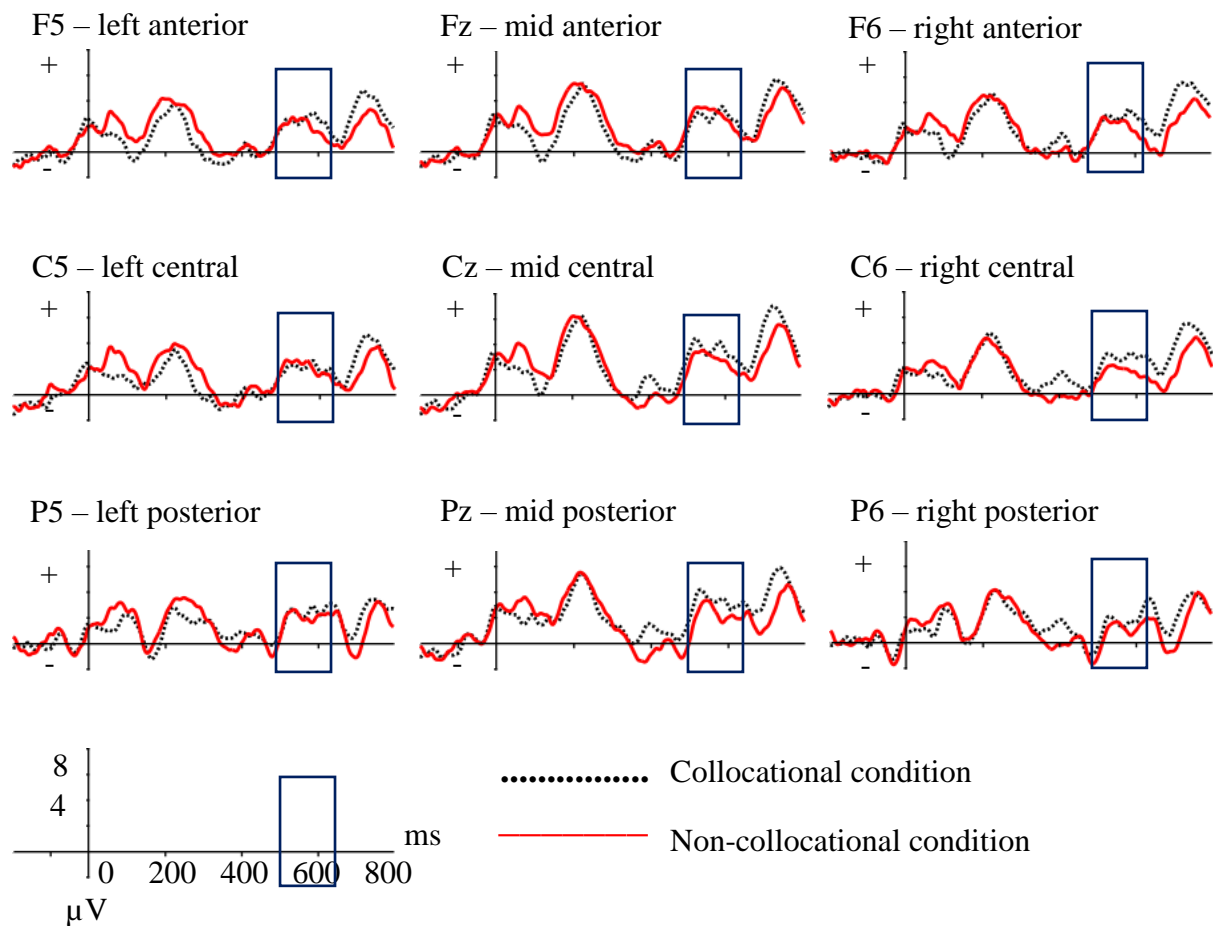 F5 – left anterior
Fz – mid anterior
F6 – right anterior
+
+
+
-
-
-
C5 – left central
Cz – mid central
C6 – right central
+
+
+
-
-
-
P5 – left posterior
Pz – mid posterior
P6 – right posterior
+
+
+
-
-
-
8
4
Collocational condition
ms
Non-collocational condition
0 200 400 600 800
µV